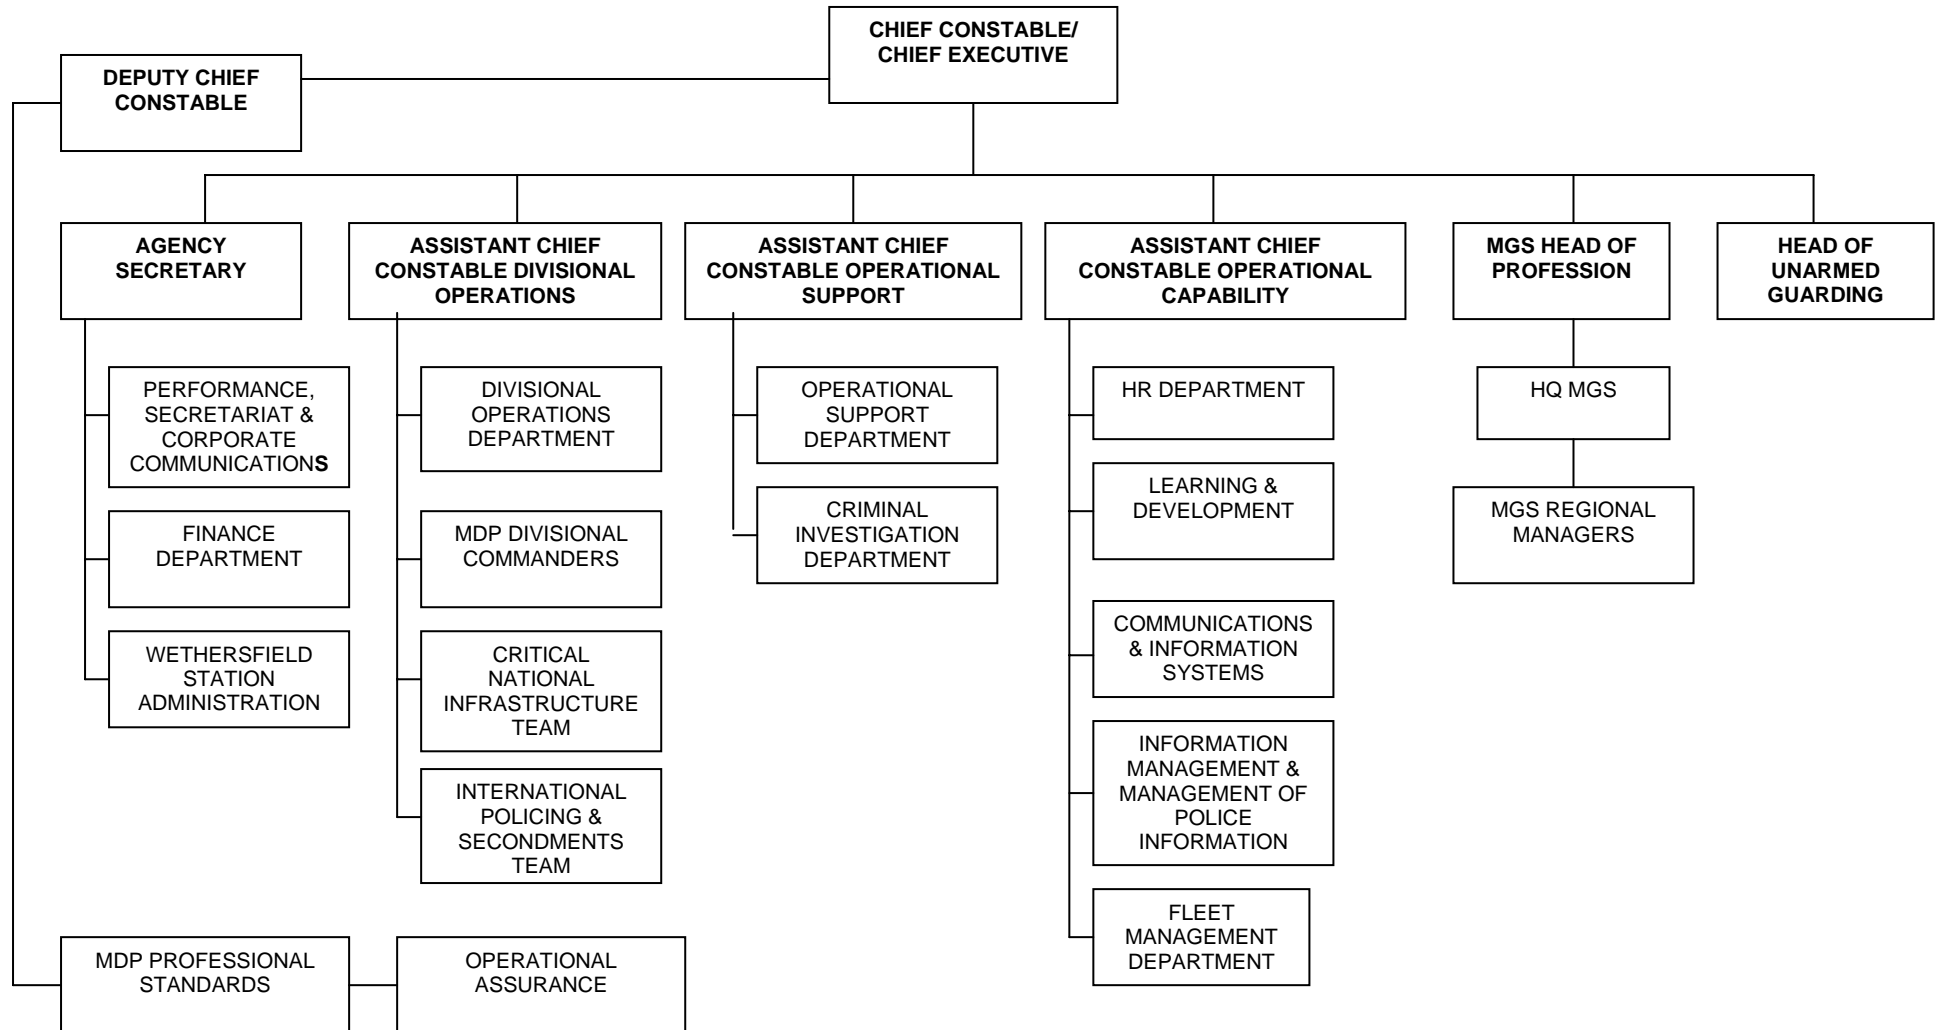 CHIEF CONSTABLE/
CHIEF EXECUTIVE
DEPUTY CHIEF
CONSTABLE
AGENCY
SECRETARY
ASSISTANT CHIEF
CONSTABLE DIVISIONAL
OPERATIONS
ASSISTANT CHIEF
CONSTABLE OPERATIONAL
SUPPORT
ASSISTANT CHIEF
CONSTABLE OPERATIONAL
CAPABILITY
MGS HEAD OF
PROFESSION
HEAD OF
UNARMED
GUARDING
PERFORMANCE,
SECRETARIAT &
CORPORATE
COMMUNICATIONS
FINANCE
DEPARTMENT
WETHERSFIELD
STATION
ADMINISTRATION
DIVISIONAL
OPERATIONS
DEPARTMENT
MDP DIVISIONAL
COMMANDERS
CRITICAL
NATIONAL
INFRASTRUCTURE
TEAM
INTERNATIONAL
POLICING &
SECONDMENTS
TEAM
OPERATIONAL
SUPPORT
DEPARTMENT
CRIMINAL
INVESTIGATION
DEPARTMENT
HR DEPARTMENT
LEARNING &
DEVELOPMENT
COMMUNICATIONS
& INFORMATION
SYSTEMS
INFORMATION
MANAGEMENT &
MANAGEMENT OF
POLICE
INFORMATION
FLEET
MANAGEMENT
DEPARTMENT
HQ MGS
MGS REGIONAL
MANAGERS
MDP PROFESSIONAL
STANDARDS
OPERATIONAL
ASSURANCE